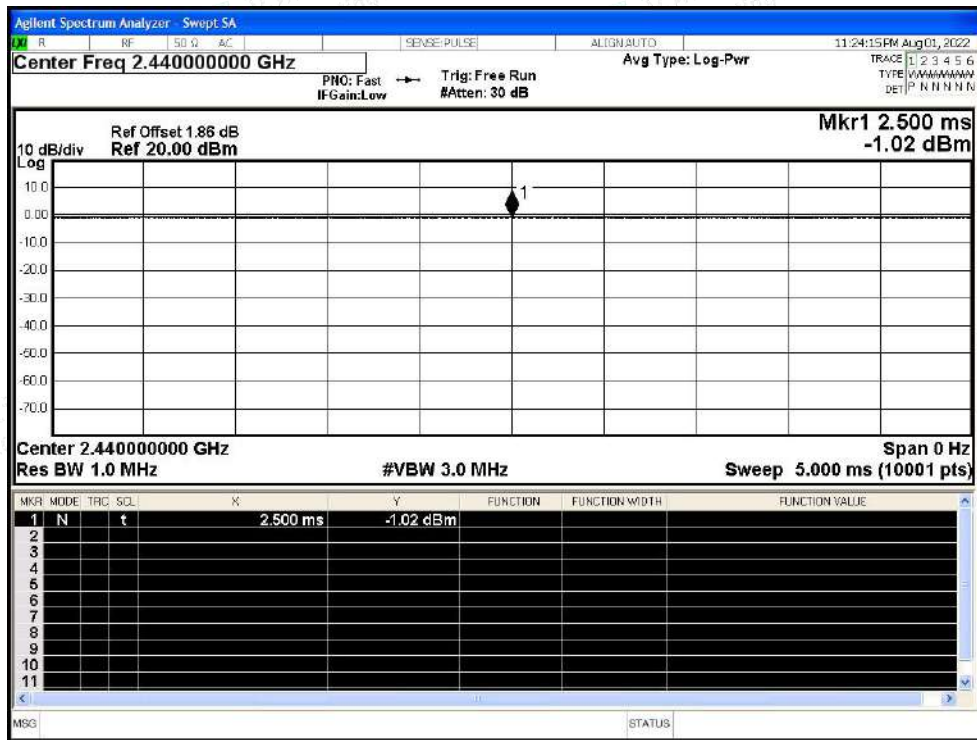 Agilent Spectrum Analyzer - Swept SA
LXI R RF 50 Ω AC SENSE:PULSE ALIGN AUTO 11:24:15 PM Aug 01, 2022
Center Freq 2.440000000 GHz Avg Type: Log-Pwr TRACE 1 2 3 4 5 6
PNO: Fast Trig: Free Run TYPE
IFGain:Low #Atten: 30 dB DET P N N N N N
Mkr1 2.500 ms
Ref Offset 1.86 dB
10 dB/div Ref 20.00 dBm -1.02 dBm
Log
10.0
1
0.00
-10.0
-20.0
-30.0
-40.0
-50.0
-60.0
-70.0
Center 2.440000000 GHz Span 0 Hz
Res BW 1.0 MHz #VBW 3.0 MHz Sweep 5.000 ms (10001 pts)
MKR MODE TRC SCL X Y FUNCTION FUNCTION WIDTH FUNCTION VALUE
1 N t 2.500 ms -1.02 dBm
2
3
4
5
6
7
8
9
10
11
MSG STATUS